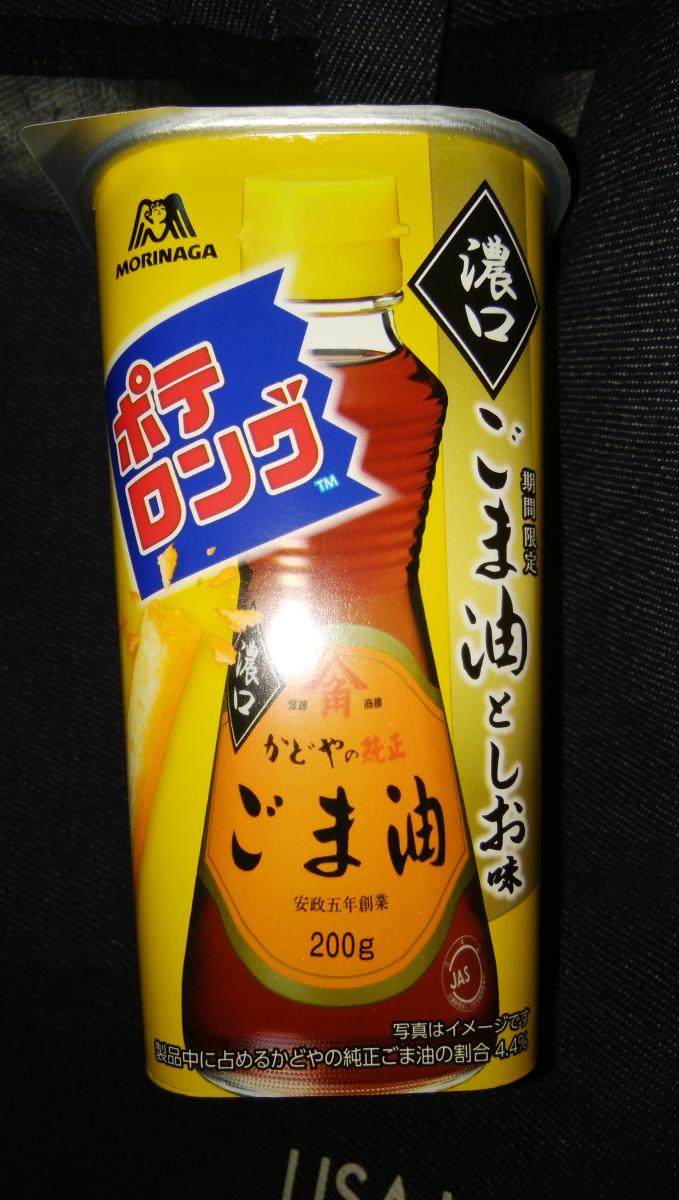 MORINAGA
ポテ
ロング
TM
濃口
期間限定
ごま油としお味
濃口
登録
角
商標
かどやの純正
ごま油
安政五年創業
200g
JAS
写真はイメージです
製品中に占めるかどやの純正ごま油の割合 4.4%
USA